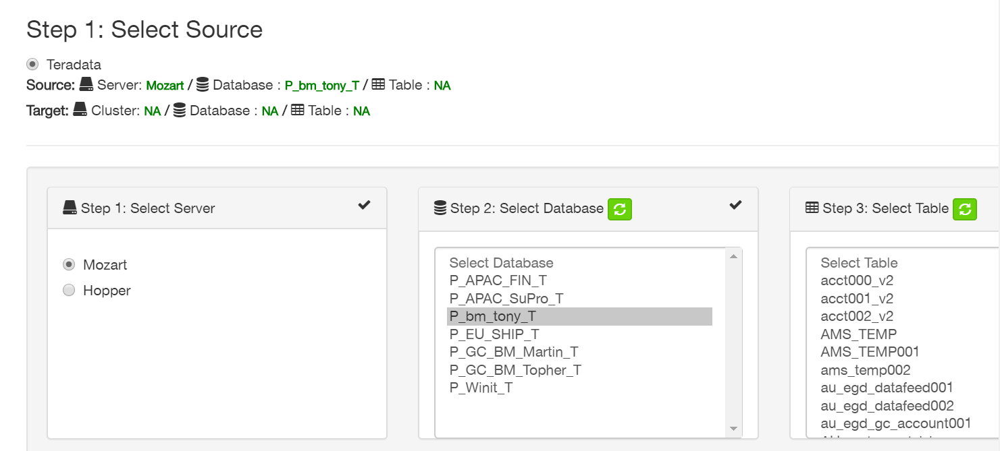 Step 1: Select Source
Teradata
Source: Server: Mozart / Database : P_bm_tony_T / Table : NA
Target: Cluster: NA / Database : NA / Table : NA
Step 1: Select Server
Mozart
Hopper
Step 2: Select Database
Select Database
P_APAC_FIN_T
P_APAC_SuPro_T
P_bm_tony_T
P_EU_SHIP_T
P_GC_BM_Martin_T
P_GC_BM_Topher_T
P_Winit_T
Step 3: Select Table
Select Table
acct000_v2
acct001_v2
acct002_v2
AMS_TEMP
AMS_TEMP001
ams_temp002
au_egd_datafeed001
au_egd_datafeed002
au_egd_gc_account001